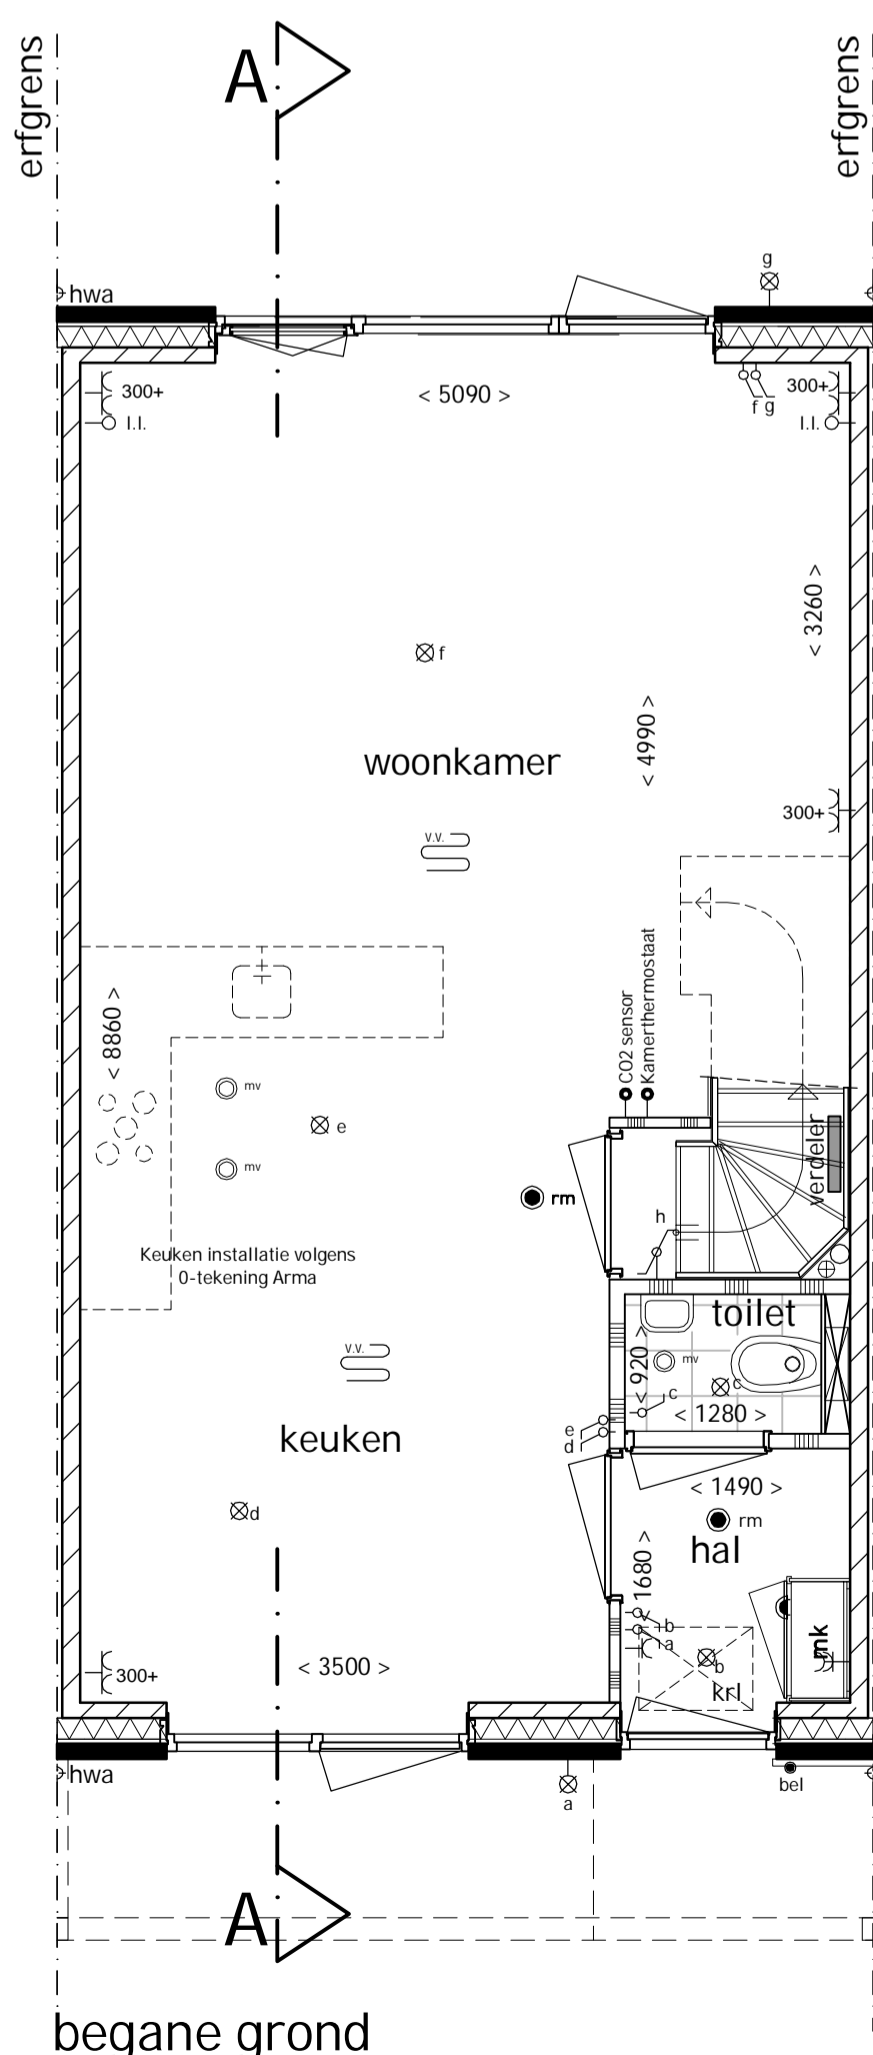 A
erfgrens
erfgrens
g
hwa
300+
l.l.
< 5090 >
f g
300+
l.l.
< 3260 >
f
woonkamer
< 4990 >
v.v.
300+
< 8860 >
CO2 sensor
Kamerthermostaat
mv
e
mv
verdeler
rm
h
Keuken installatie volgens
0-tekening Arma
toilet
v.v.
< 920 >
mv
c
c
< 1280 >
e
d
keuken
< 1490 >
d
rm
hal
< 1680 >
b
a
b
mk
krl
300+
< 3500 >
hwa
a
bel
A
begane grond